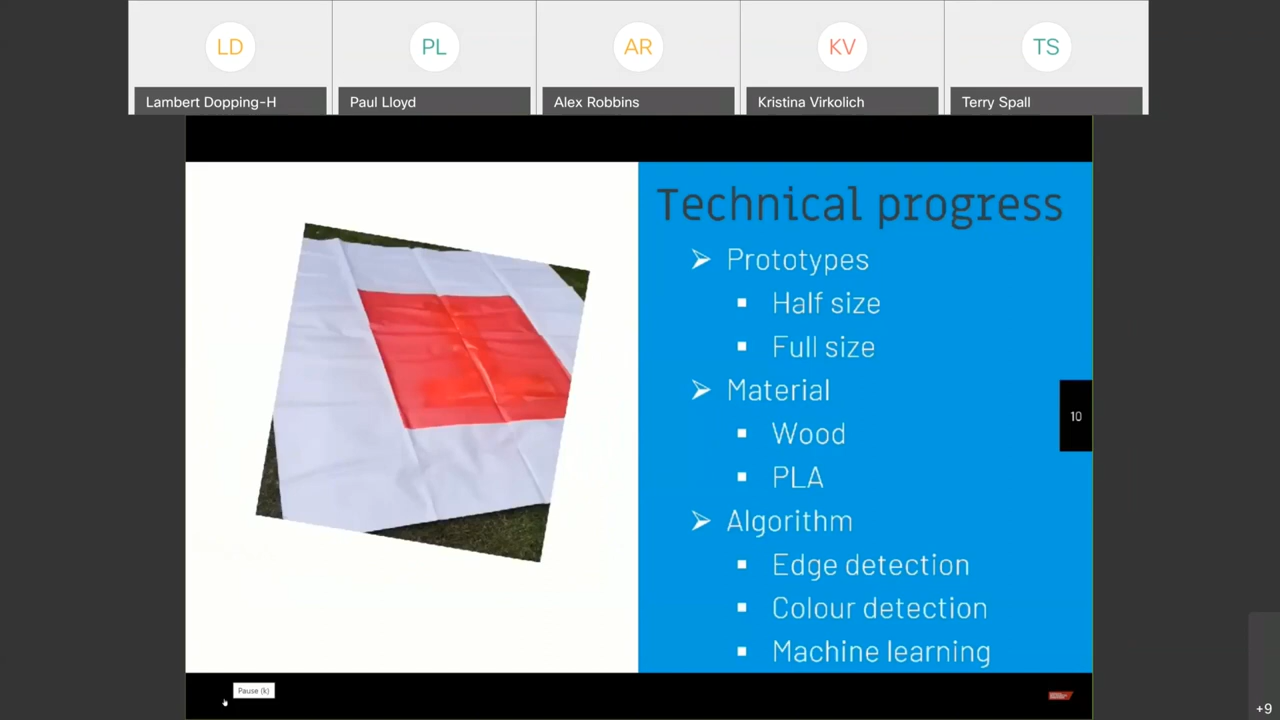 LD
PL
AR
KV
TS
Lambert Dopping-H
Paul Lloyd
Alex Robbins
Kristina Virkolich
Terry Spall
Technical progress
Prototypes
Half size
Full size
Material
10
Wood
PLA
Algorithm
Edge detection
Colour detection
Machine learning
Pause (k)
+9